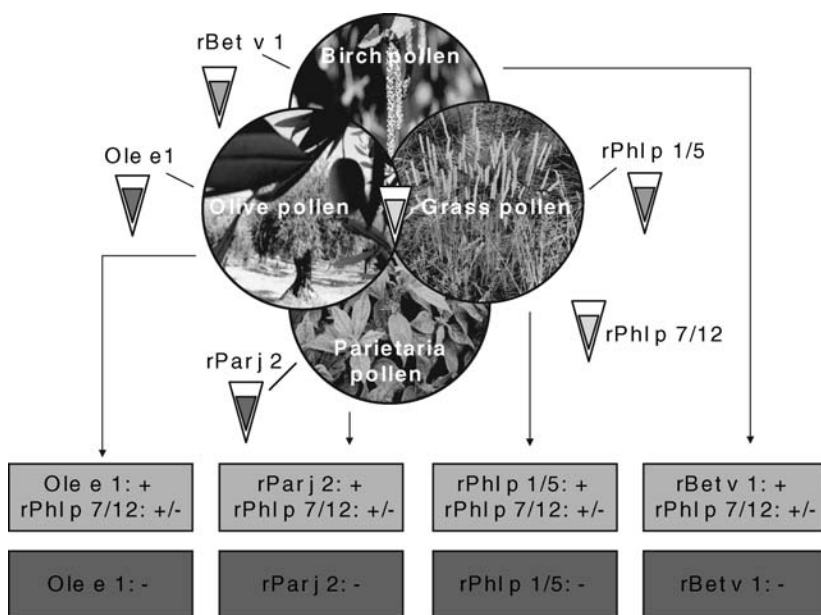 rBet v 1
Birch pollen
Ole e1
rPhl p 1/5
Olive pollen
Grass pollen
rPhl p 7/12
Parietaria
pollen
rPar j 2
Ole e 1: +
rPhl p 7/12: +/-
rPar j 2: +
rPhl p 7/12: +/-
rPhl p 1/5: +
rPhl p 7/12: +/-
rBet v 1: +
rPhl p 7/12: +/-
Ole e 1: -
rPar j 2: -
rPhl p 1/5: -
rBet v 1: -